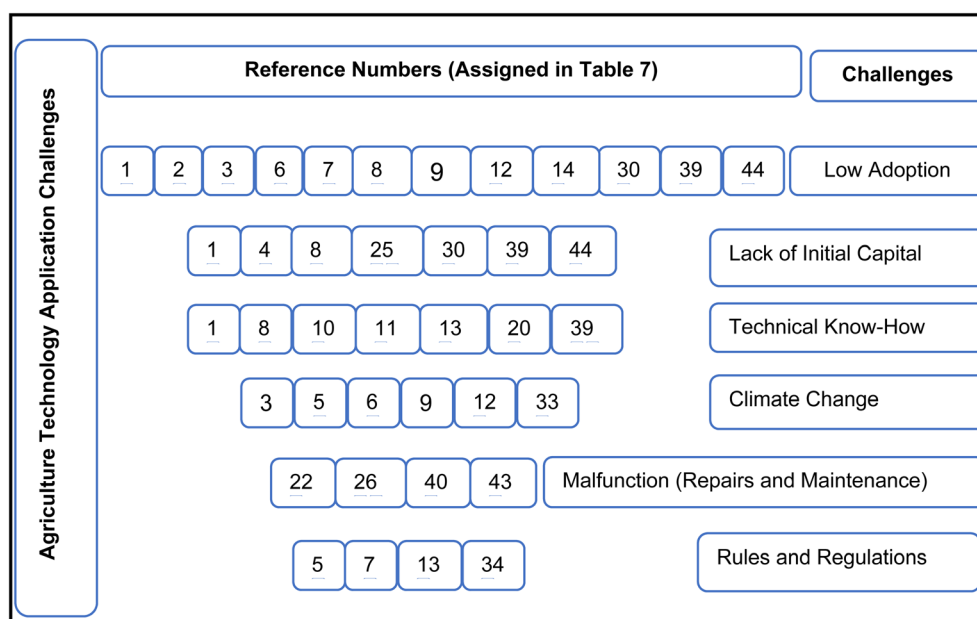 Agriculture Technology Application Challenges
Reference Numbers (Assigned in Table 7)
Challenges
1 2 3 6 7 8 9 12 14 30 39 44 Low Adoption
1 4 8 25 30 39 44 Lack of Initial Capital
1 8 10 11 13 20 39 Technical Know-How
3 5 6 9 12 33 Climate Change
22 26 40 43 Malfunction (Repairs and Maintenance)
5 7 13 34 Rules and Regulations